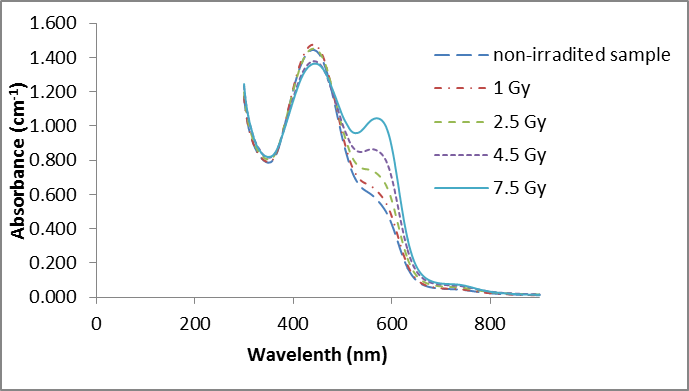 1.600
1.400
1.200
1.000
0.800
0.600
0.400
0.200
0.000
0
200
400
600
800
Absorbance (cm⁻¹)
Wavelenth (nm)
non-irradited sample
1 Gy
2.5 Gy
4.5 Gy
7.5 Gy